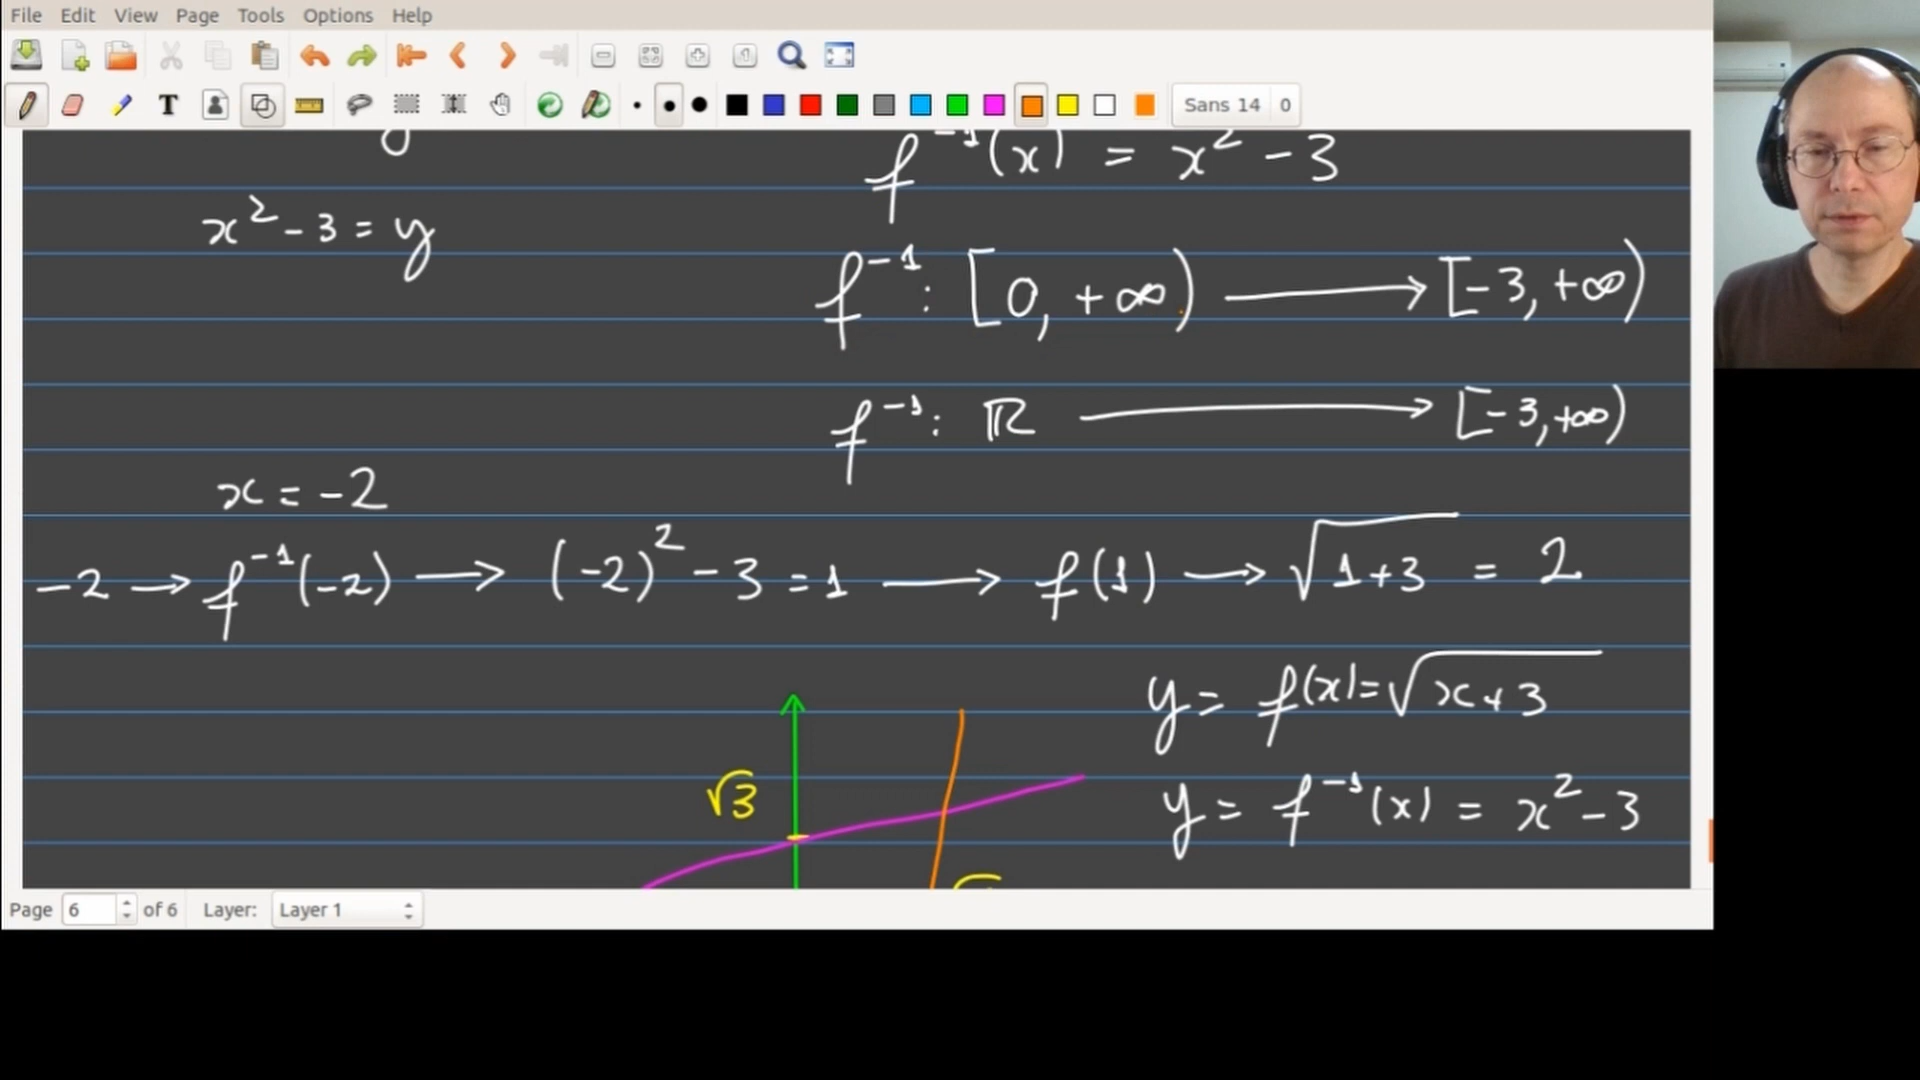 File Edit View Page Tools Options Help
Sans 14 0
f⁻¹(x) = x² - 3
x² - 3 = y
f⁻¹: [0, +∞) ⟶ [-3, +∞)
f⁻¹: ℝ ⟶ [-3, +∞)
x = -2
-2 → f⁻¹(-2) ⟶ (-2)² - 3 = 1 ⟶ f(1) ⟶ √(1+3) = 2
y = f(x) = √(x+3)
√3
y = f⁻¹(x) = x² - 3
Page 6 of 6 Layer: Layer 1